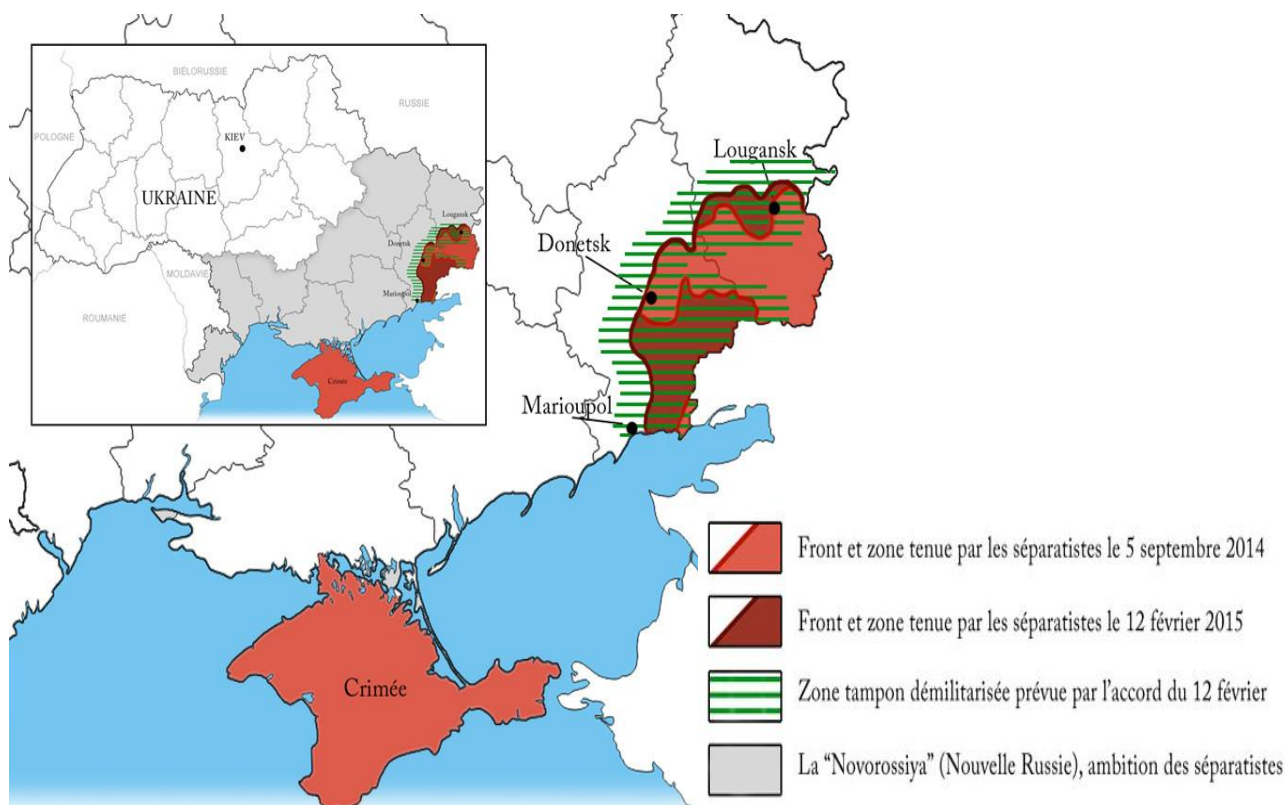 BIÉLORUSSIE
RUSSIE
POLOGNE
KIEV
UKRAINE
Lougansk
Donetsk
MOLDAVIE
Marioupol
ROUMANIE
Crimée
Lougansk
Donetsk
Marioupol
Crimée
Front et zone tenue par les séparatistes le 5 septembre 2014
Front et zone tenue par les séparatistes le 12 février 2015
Zone tampon démilitarisée prévue par l'accord du 12 février
La “Novorossiya” (Nouvelle Russie), ambition des séparatistes